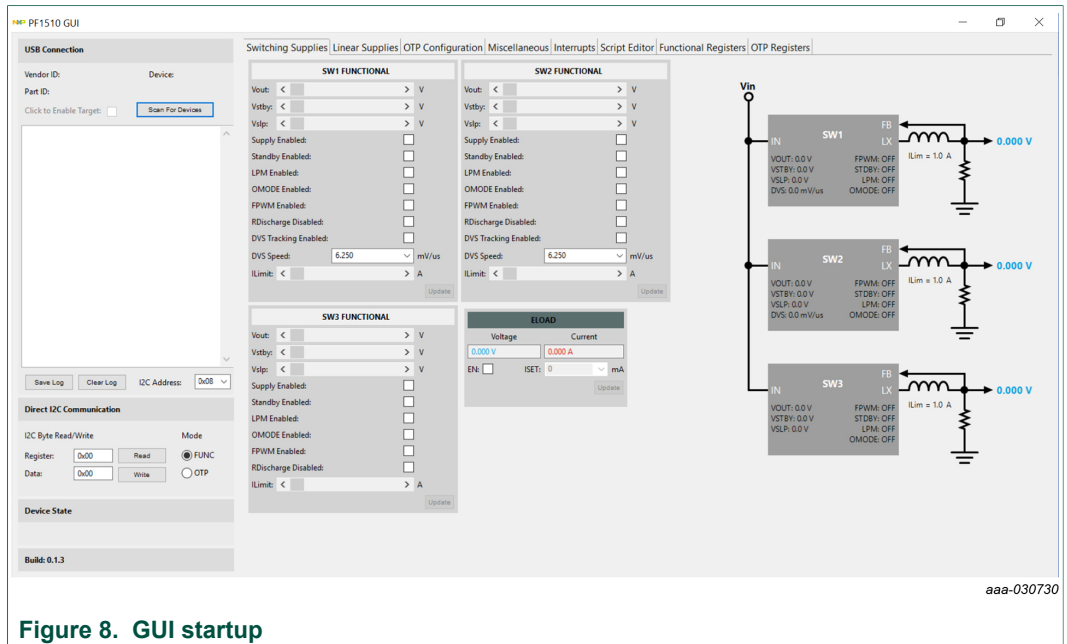 NXP PF1510 GUI
USB Connection
Vendor ID: Device:
Part ID:
Click to Enable Target: Scan For Devices
Save Log Clear Log I2C Address: 0x08
Direct I2C Communication
I2C Byte Read/Write Mode
Register: 0x00 Read FUNC
Data: 0x00 Write OTP
Device State
Build: 0.1.3
Switching Supplies Linear Supplies OTP Configuration Miscellaneous Interrupts Script Editor Functional Registers OTP Registers
SW1 FUNCTIONAL
Vout: < > V
Vstby: < > V
Vslp: < > V
Supply Enabled:
Standby Enabled:
LPM Enabled:
OMODE Enabled:
FPWM Enabled:
RDischarge Disabled:
DVS Tracking Enabled:
DVS Speed: 6.250 mV/us
ILimit: < > A
Update
SW2 FUNCTIONAL
Vout: < > V
Vstby: < > V
Vslp: < > V
Supply Enabled:
Standby Enabled:
LPM Enabled:
OMODE Enabled:
FPWM Enabled:
RDischarge Disabled:
DVS Tracking Enabled:
DVS Speed: 6.250 mV/us
ILimit: < > A
Update
SW3 FUNCTIONAL
Vout: < > V
Vstby: < > V
Vslp: < > V
Supply Enabled:
Standby Enabled:
LPM Enabled:
OMODE Enabled:
FPWM Enabled:
RDischarge Disabled:
ILimit: < > A
Update
ELOAD
Voltage Current
0.000 V 0.000 A
EN: ISET: 0 mA
Update
Vin
FB
SW1
IN LX 0.000 V
ILim = 1.0 A
VOUT: 0.0 V FPWM: OFF
VSTBY: 0.0 V STDBY: OFF
VSLP: 0.0 V LPM: OFF
DVS: 0.0 mV/us OMODE: OFF
FB
SW2
IN LX 0.000 V
ILim = 1.0 A
VOUT: 0.0 V FPWM: OFF
VSTBY: 0.0 V STDBY: OFF
VSLP: 0.0 V LPM: OFF
DVS: 0.0 mV/us OMODE: OFF
FB
SW3
IN LX 0.000 V
ILim = 1.0 A
VOUT: 0.0 V FPWM: OFF
VSTBY: 0.0 V STDBY: OFF
VSLP: 0.0 V LPM: OFF
OMODE: OFF
aaa-030730
Figure 8. GUI startup